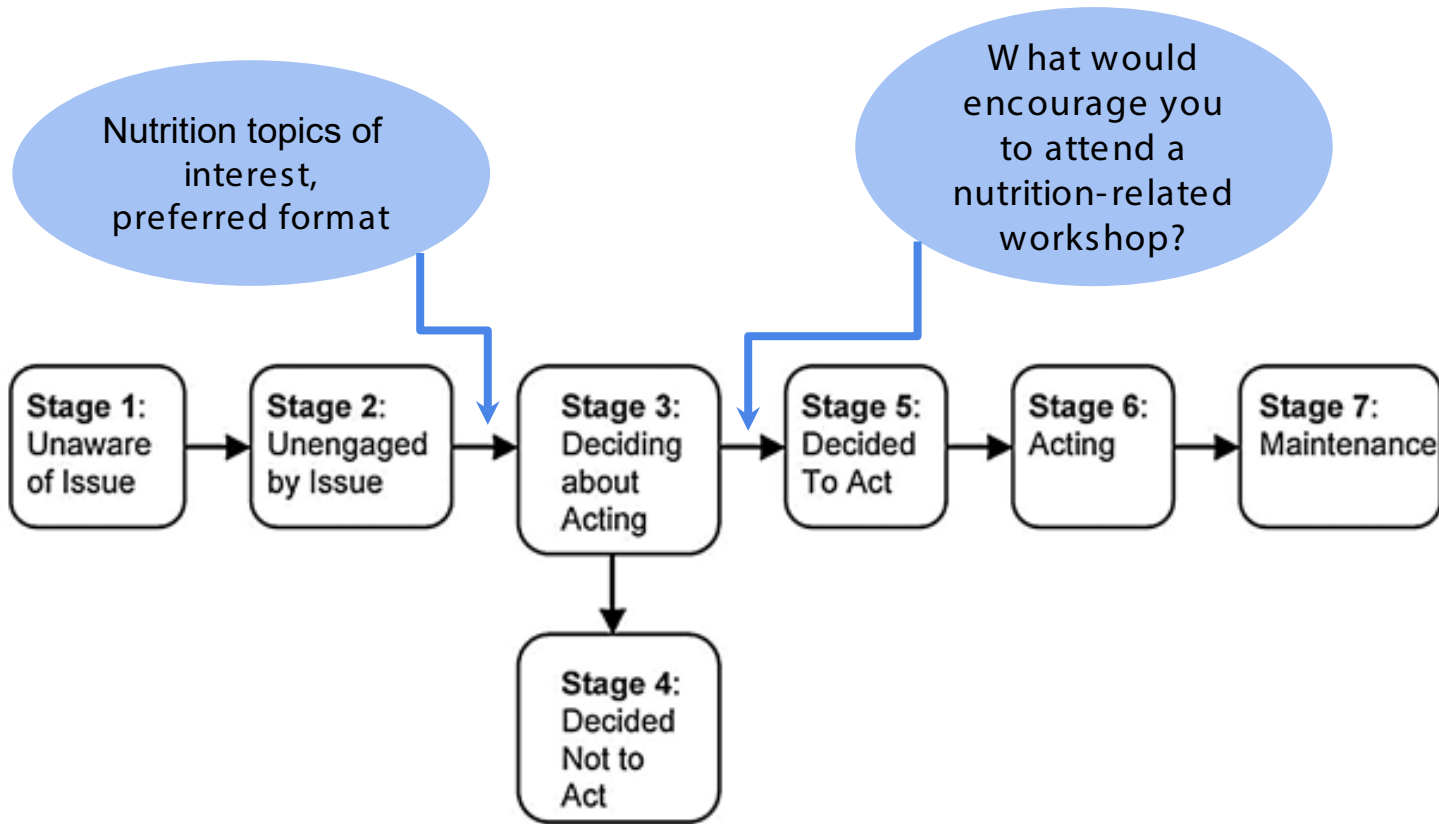 Nutrition topics of
interest,
preferred format
What would
encourage you
to attend a
nutrition-related
workshop?
Stage 1:
Unaware
of Issue
Stage 2:
Unengaged
by Issue
Stage 3:
Deciding
about
Acting
Stage 5:
Decided
To Act
Stage 6:
Acting
Stage 7:
Maintenance
Stage 4:
Decided
Not to
Act